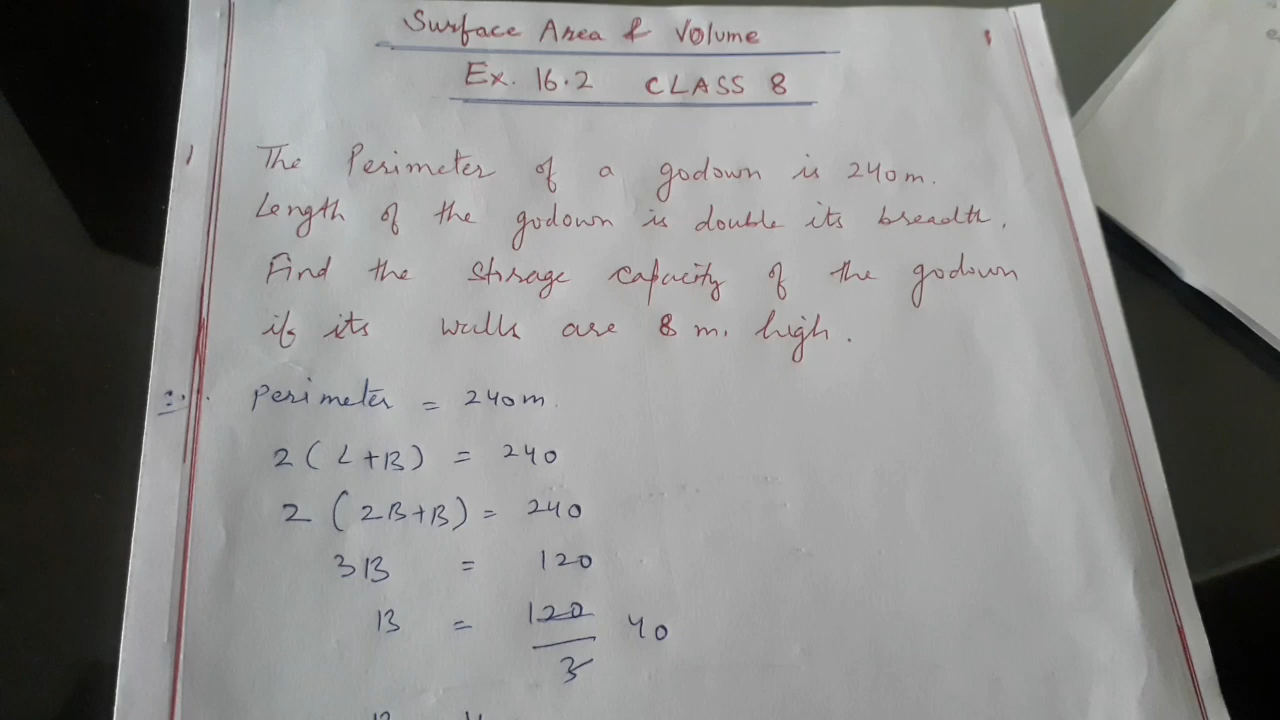 Surface Area & Volume
Ex. 16.2 CLASS 8
1 The Perimeter of a godown is 240m.
Length of the godown is double its breadth.
Find the storage capacity of the godown
if its walls are 8 m. high.
Perimeter = 240m.
2(L+B) = 240
2(2B+B) = 240
3B = 120
B = 120/3 40